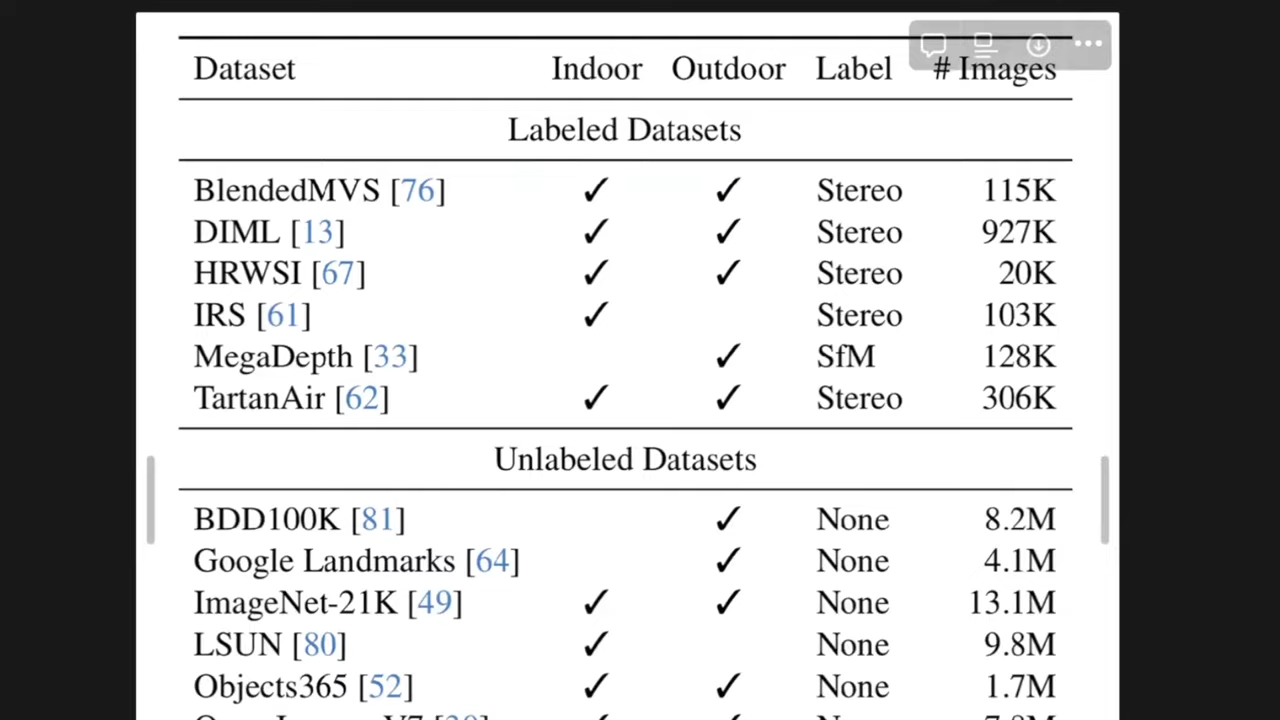 Dataset Indoor Outdoor Label # Images
Labeled Datasets
BlendedMVS [76] ✓ ✓ Stereo 115K
DIML [13] ✓ ✓ Stereo 927K
HRWSI [67] ✓ ✓ Stereo 20K
IRS [61] ✓ Stereo 103K
MegaDepth [33] ✓ SfM 128K
TartanAir [62] ✓ ✓ Stereo 306K
Unlabeled Datasets
BDD100K [81] ✓ None 8.2M
Google Landmarks [64] ✓ None 4.1M
ImageNet-21K [49] ✓ ✓ None 13.1M
LSUN [80] ✓ None 9.8M
Objects365 [52] ✓ ✓ None 1.7M